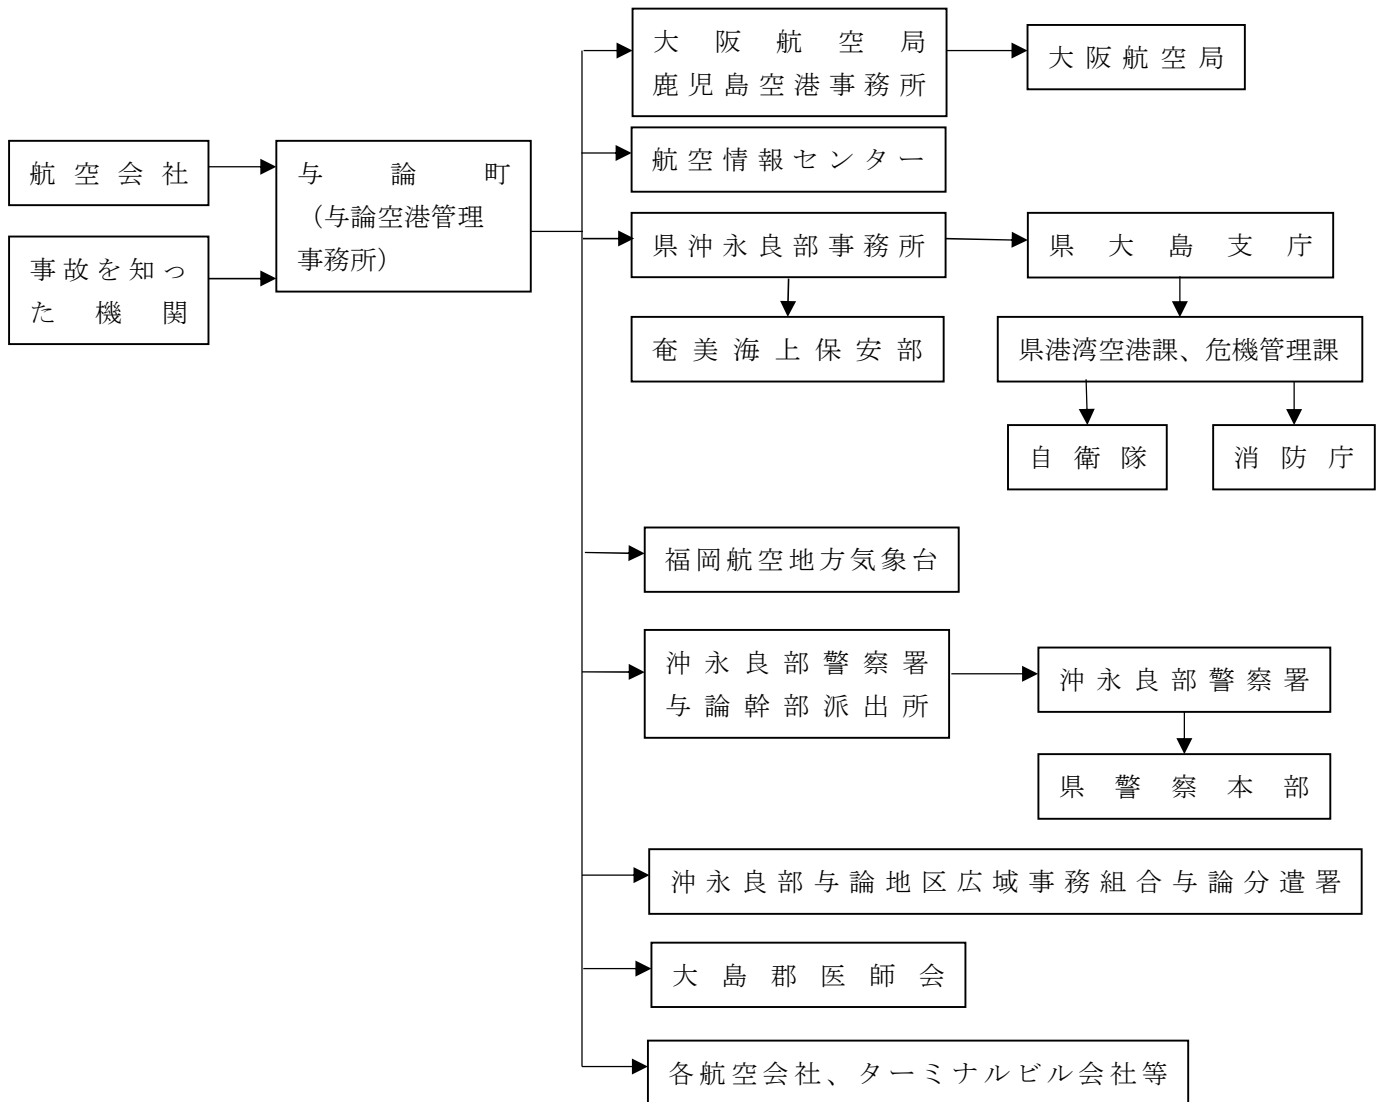 航空会社
事故を知っ
た機関
与論町
（与論空港管理
事務所）
大阪航空局
鹿児島空港事務所
大阪航空局
航空情報センター
県沖永良部事務所
県大島支庁
奄美海上保安部
県港湾空港課、危機管理課
自衛隊
消防庁
福岡航空地方気象台
沖永良部警察署
与論幹部派出所
沖永良部警察署
県警察本部
沖永良部与論地区広域事務組合与論分遣署
大島郡医師会
各航空会社、ターミナルビル会社等